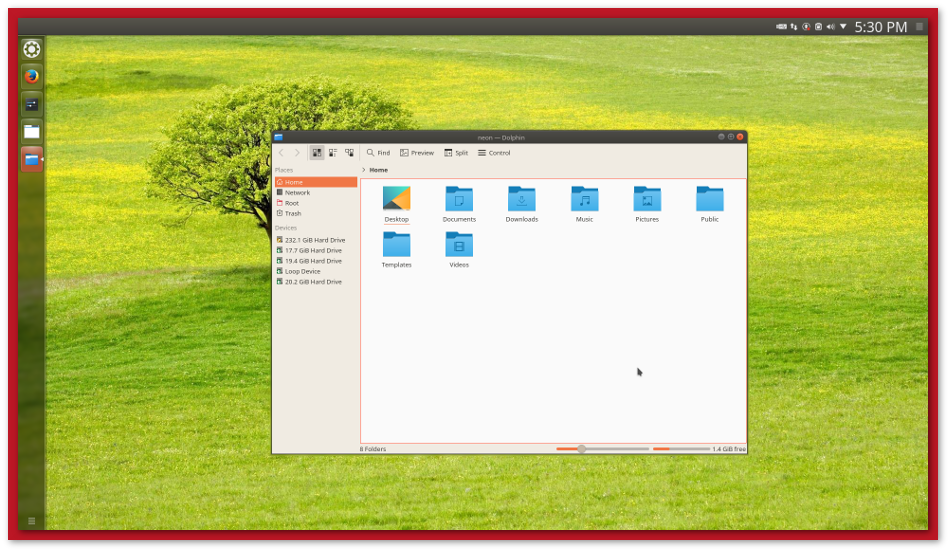 5:30 PM
neon — Dolphin
Find Preview Split Control
Places
> Home
Home
Network
Root
Trash
Devices
232.1 GiB Hard Drive
17.7 GiB Hard Drive
19.4 GiB Hard Drive
Loop Device
20.2 GiB Hard Drive
Desktop Documents Downloads Music Pictures Public
Templates Videos
8 Folders 1.4 GiB free